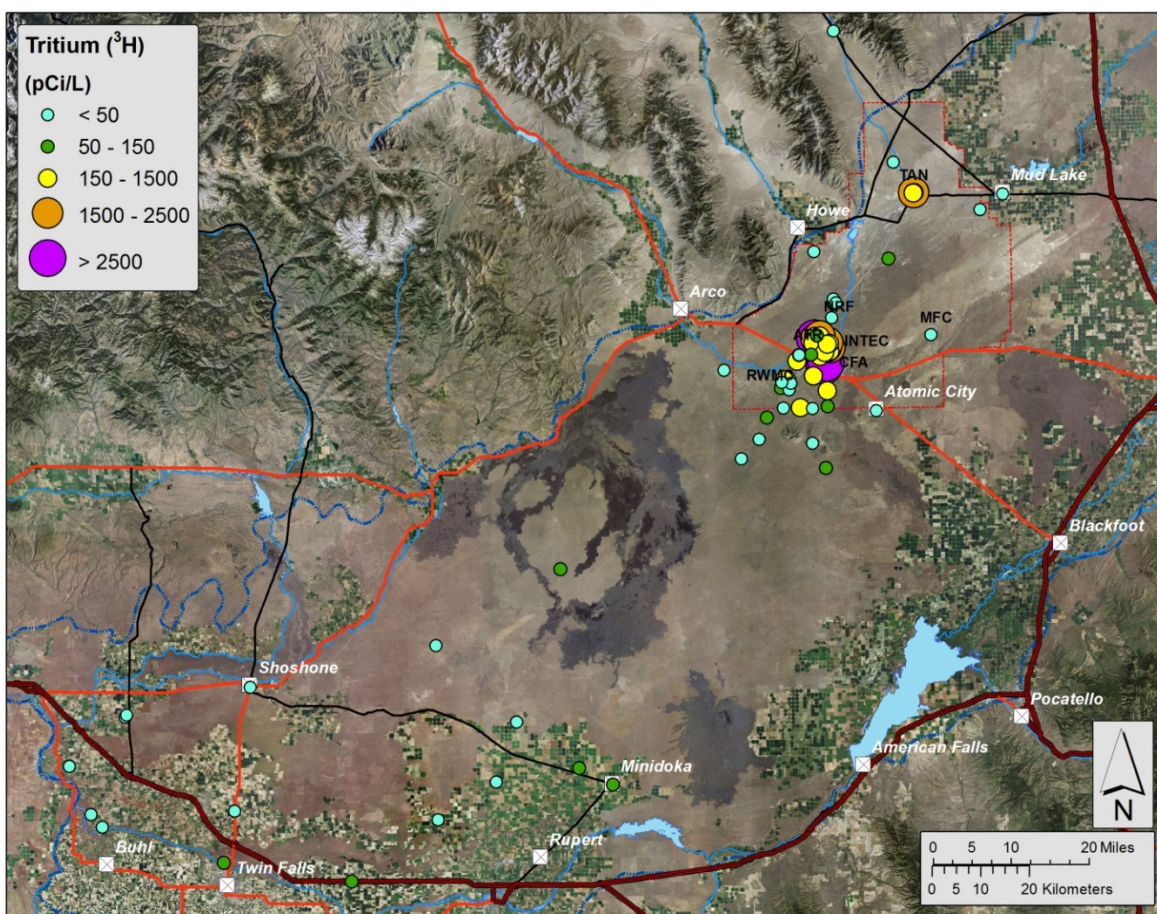 Tritium (³H)
(pCi/L)
< 50
50 - 150
150 - 1500
1500 - 2500
> 2500
TAN
Mud Lake
Howe
Arco
NRF
MFC
INTEC
CFA
RWMC
Atomic City
Blackfoot
Shoshone
Pocatello
American Falls
Minidoka
Rupert
Buhl
Twin Falls
N
0 5 10 20 Miles
0 5 10 20 Kilometers